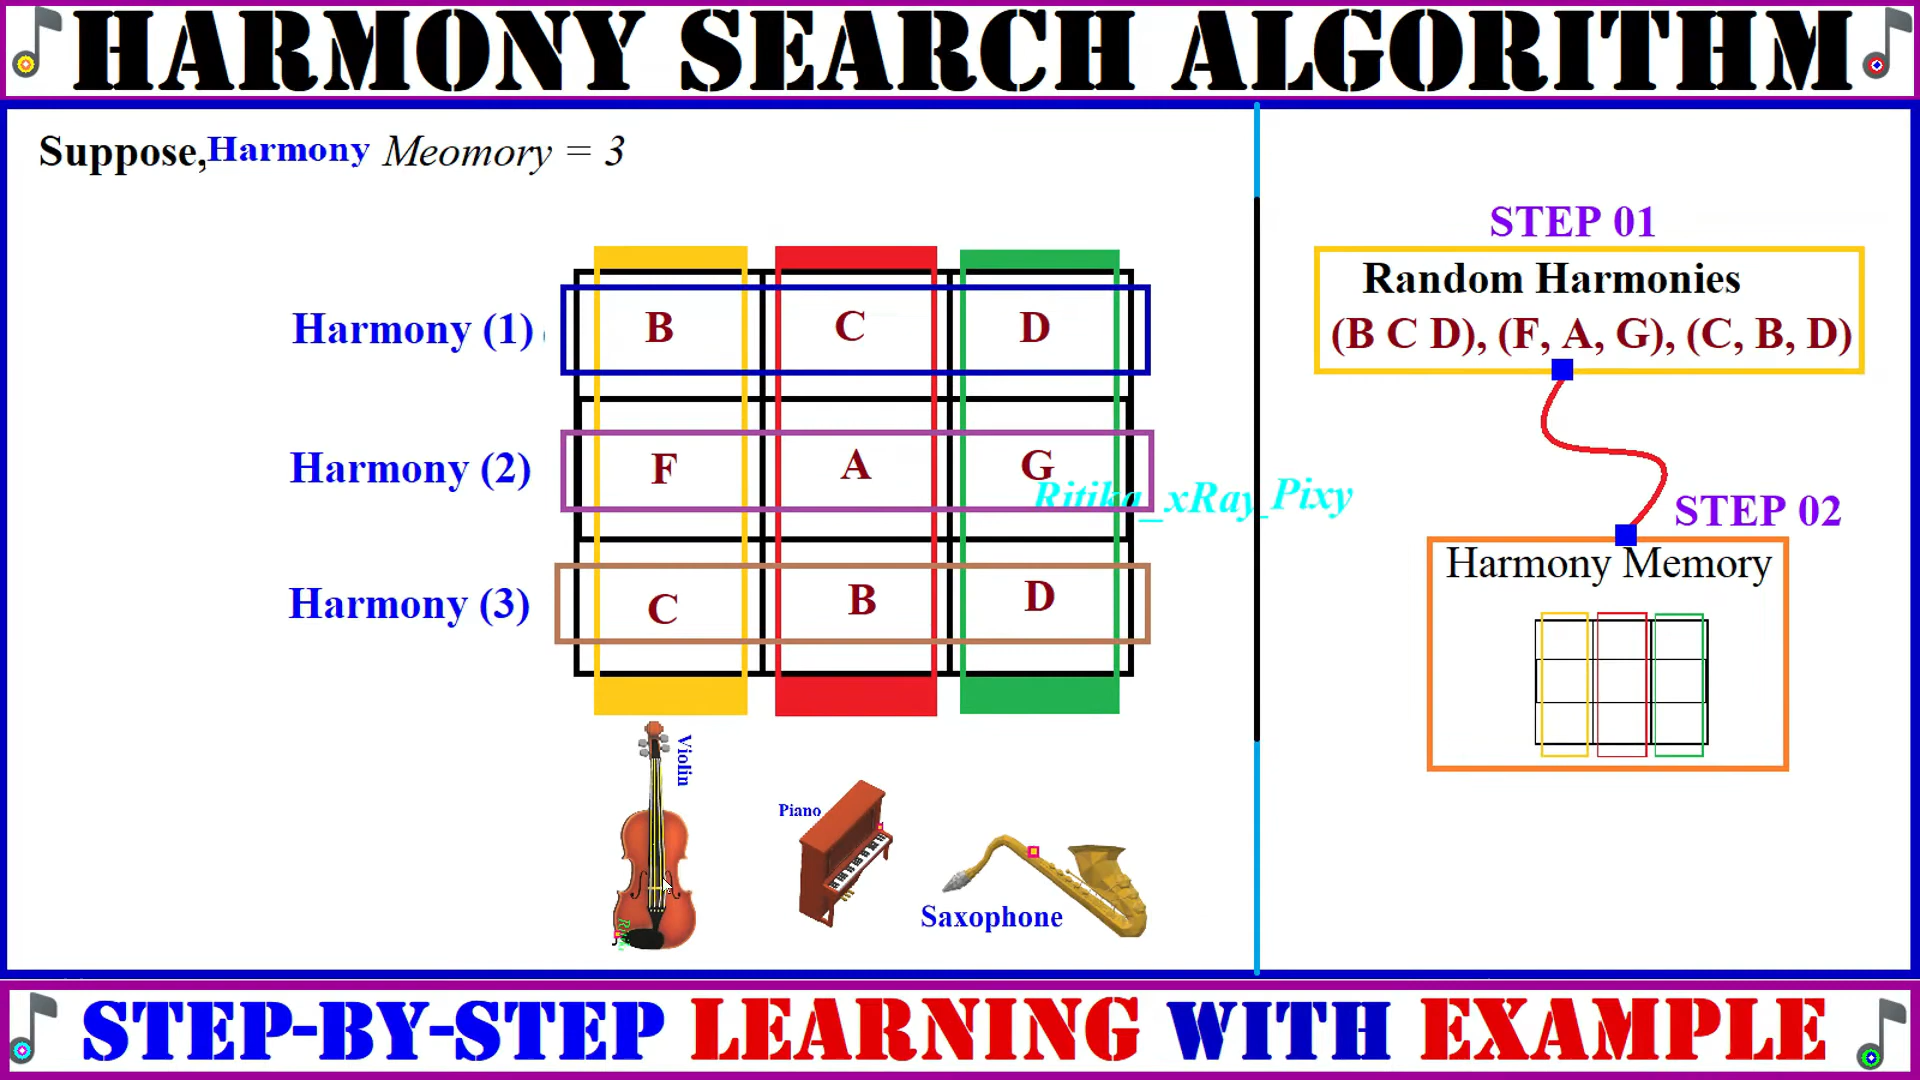 HARMONY SEARCH ALGORITHM
Suppose,Harmony Meomory = 3
Harmony (1)
B C D
Harmony (2)
F A G
Harmony (3)
C B D
Ritika_xRay_Pixy
Violin
Piano
Saxophone
STEP 01
Random Harmonies
(B C D), (F, A, G), (C, B, D)
STEP 02
Harmony Memory
STEP-BY-STEP LEARNING WITH EXAMPLE